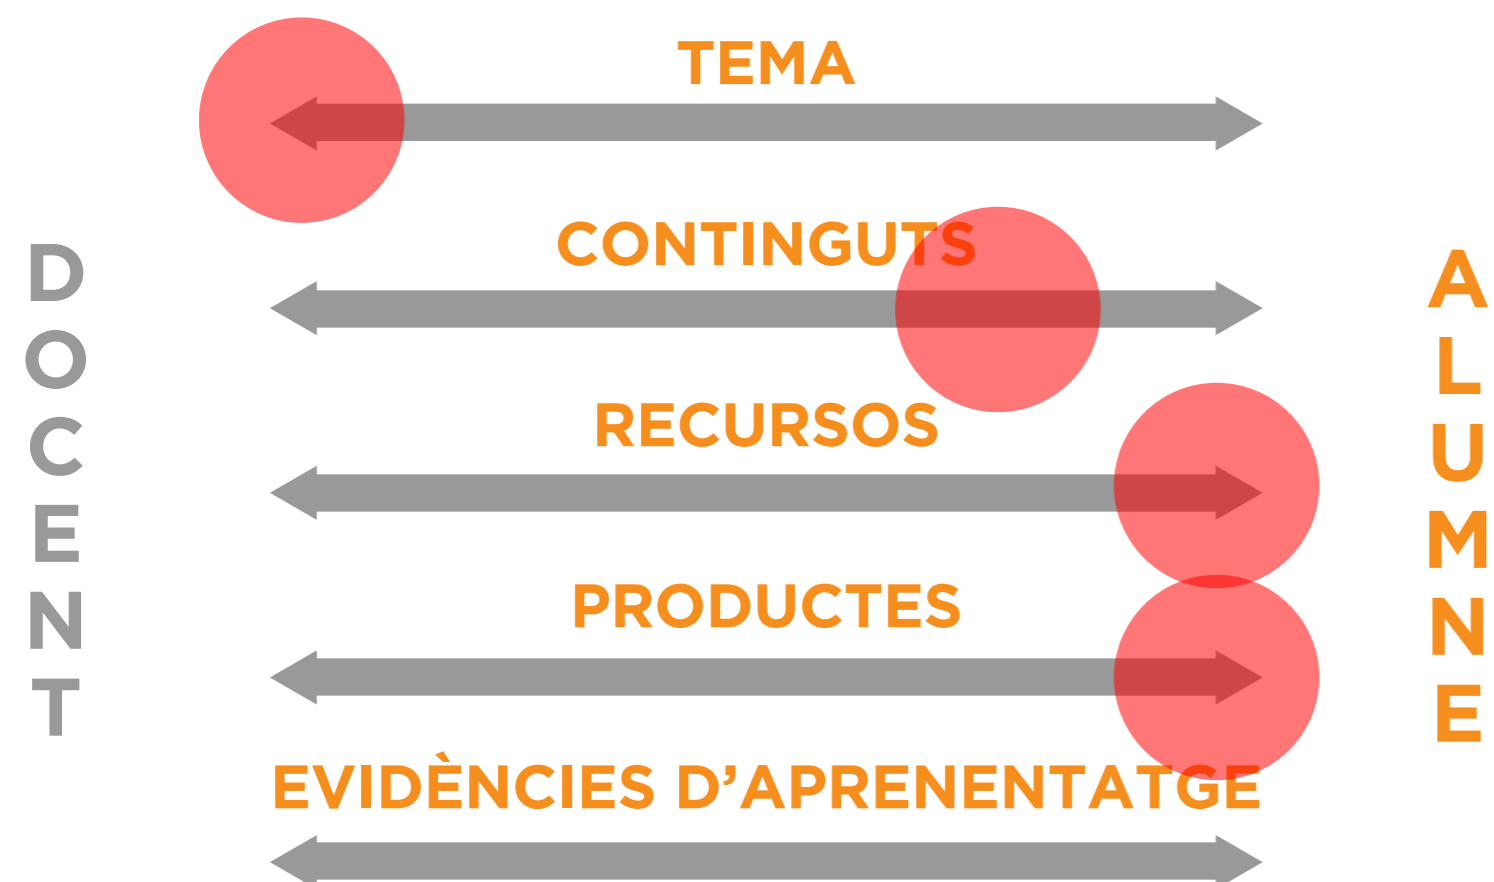 TEMA
CONTINGUTS
RECURSOS
PRODUCTES
EVIDÈNCIES D’APRENENTATGE
DOCENT
ALUMNE